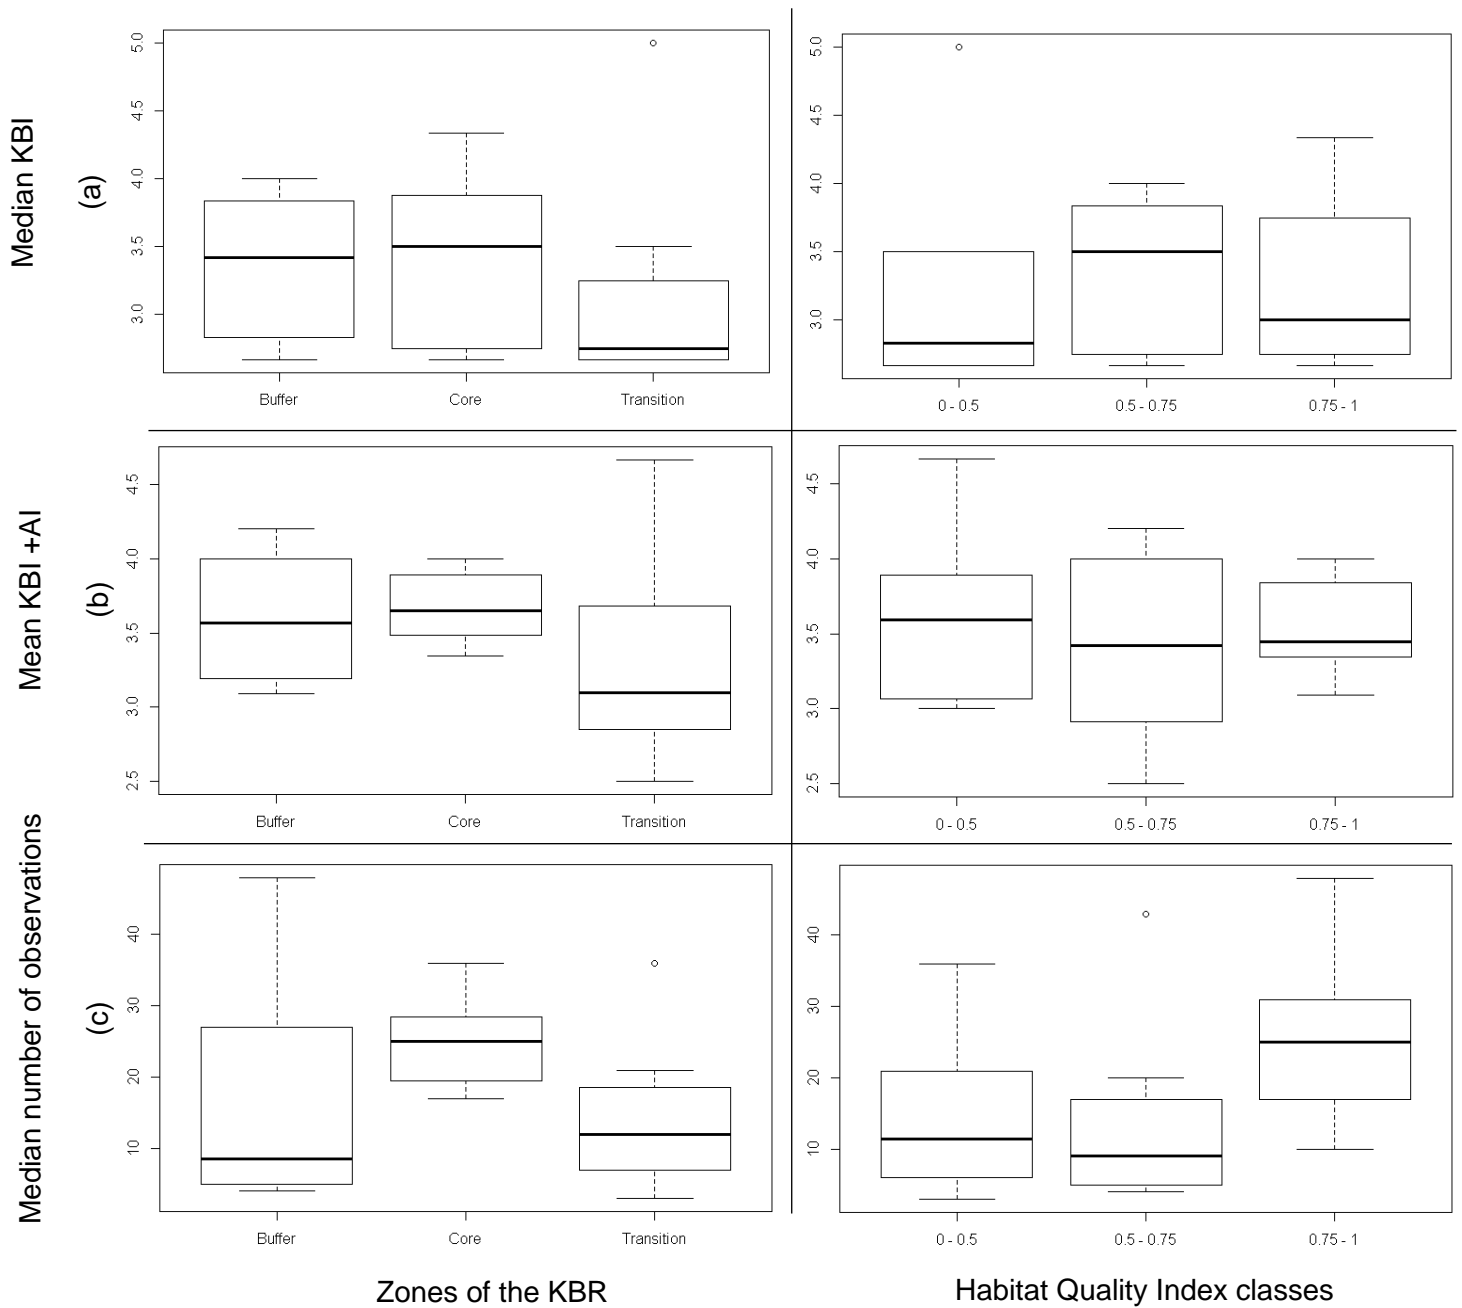 Median KBI
(a)
5.0
4.5
4.0
3.5
3.0
Buffer Core Transition
5.0
4.5
4.0
3.5
3.0
0 - 0.5 0.5 - 0.75 0.75 - 1
Mean KBI +AI
(b)
4.5
4.0
3.5
3.0
2.5
Buffer Core Transition
4.5
4.0
3.5
3.0
2.5
0 - 0.5 0.5 - 0.75 0.75 - 1
Median number of observations
(c)
40
30
20
10
Buffer Core Transition
40
30
20
10
0 - 0.5 0.5 - 0.75 0.75 - 1
Zones of the KBR
Habitat Quality Index classes